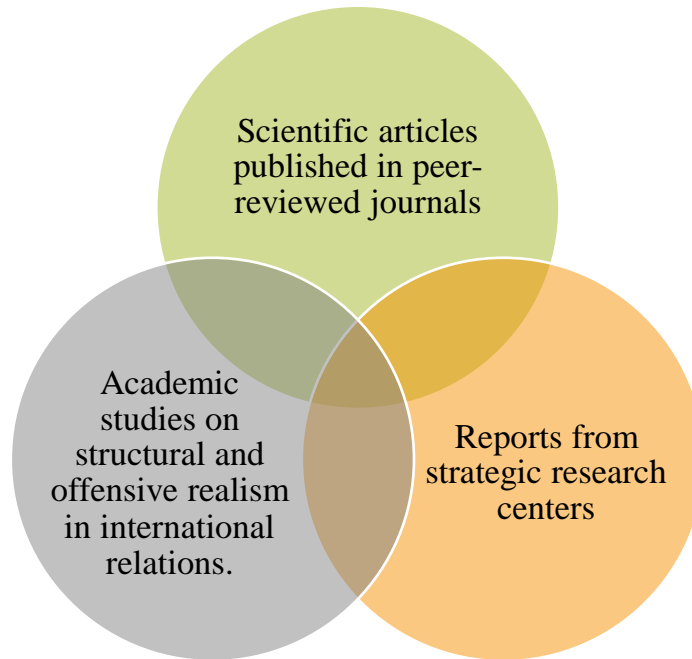 Scientific articles
published in peer-
reviewed journals
Academic
studies on
structural and
offensive realism
in international
relations.
Reports from
strategic research
centers